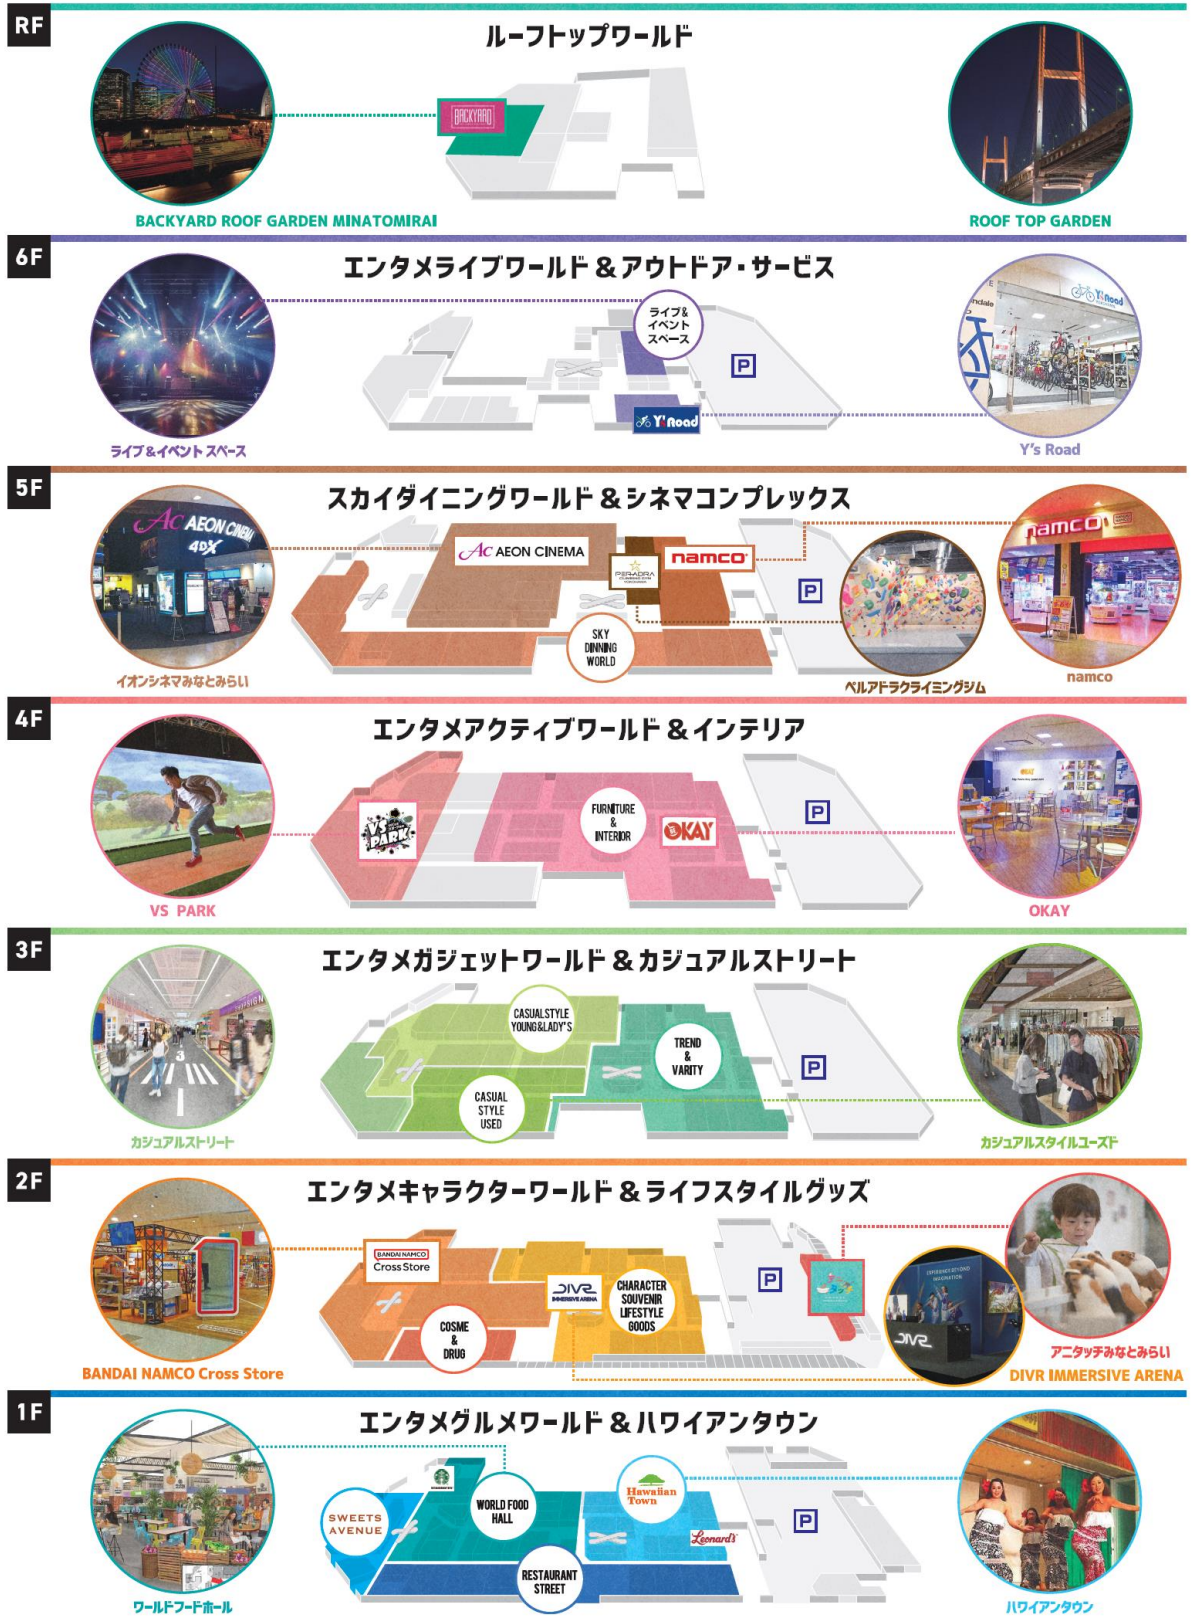 RF
ルーフトップワールド
BACKYARD
BACKYARD ROOF GARDEN MINATOMIRAI
ROOF TOP GARDEN
6F
エンタメライブワールド&アウトドア・サービス
ライブ&
イベント
スペース
P
Y's Road
Y's Road
ライブ&イベント スペース
Y's Road
5F
スカイダイニングワールド&シネマコンプレックス
Ac AEON CINEMA
4DX
Ac AEON CINEMA
namco
namco
P
SKY
DINNING
WORLD
イオンシネマみなとみらい
ペルアドラクライミングジム
namco
4F
エンタメアクティブワールド&インテリア
VS
PARK
FURNITURE
&
INTERIOR
OKAY
P
OKAY
VS PARK
OKAY
3F
エンタメガジェットワールド&カジュアルストリート
CASUALSTYLE
YOUNG&LADY'S
TREND
&
VARITY
P
3
CASUAL
STYLE
USED
カジュアルストリート
カジュアルスタイルユーズド
2F
エンタメキャラクターワールド&ライフスタイルグッズ
BANDAI NAMCO
Cross Store
DIVR
IMMERSIVE ARENA
CHARACTER
SOUVENIR
LIFESTYLE
GOODS
P
EXPERIENCE BEYOND
IMAGINATION
DIVR
COSME
&
DRUG
BANDAI NAMCO Cross Store
アニタッチみなとみらい
DIVR IMMERSIVE ARENA
1F
エンタメグルメワールド&ハワイアンタウン
SWEETS
AVENUE
WORLD FOOD
HALL
Hawaiian
Town
Leonard's
P
RESTAURANT
STREET
ワールドフードホール
ハワイアンタウン